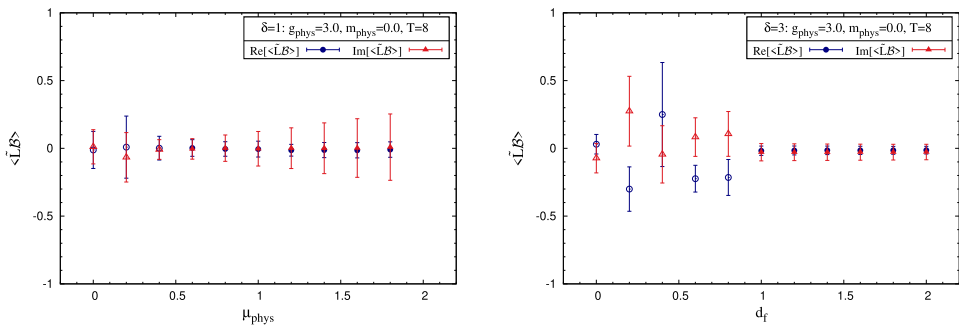 δ=1: g_phys=3.0, m_phys=0.0, T=8
Re[<L̃ℬ>] Im[<L̃ℬ>]
<L̃ℬ>
1
0.5
0
-0.5
-1
0 0.5 1 1.5 2
μ_phys
δ=3: g_phys=3.0, m_phys=0.0, T=8
Re[<L̃ℬ>] Im[<L̃ℬ>]
<L̃ℬ>
1
0.5
0
-0.5
-1
0 0.5 1 1.5 2
d_f